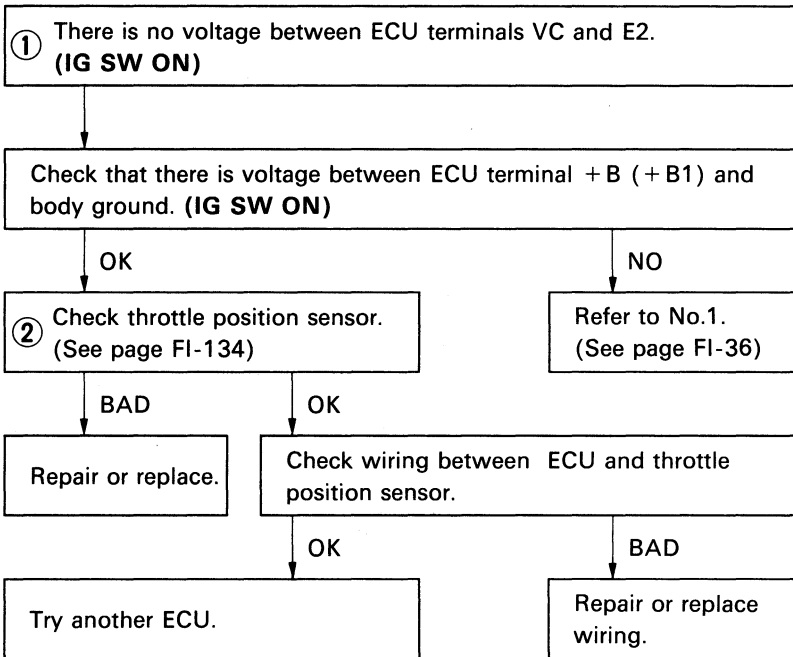 ① There is no voltage between ECU terminals VC and E2.
(IG SW ON)
Check that there is voltage between ECU terminal +B (+B1) and
body ground. (IG SW ON)
OK
NO
② Check throttle position sensor.
(See page FI-134)
Refer to No.1.
(See page FI-36)
BAD
OK
Repair or replace.
Check wiring between ECU and throttle
position sensor.
OK
BAD
Try another ECU.
Repair or replace
wiring.